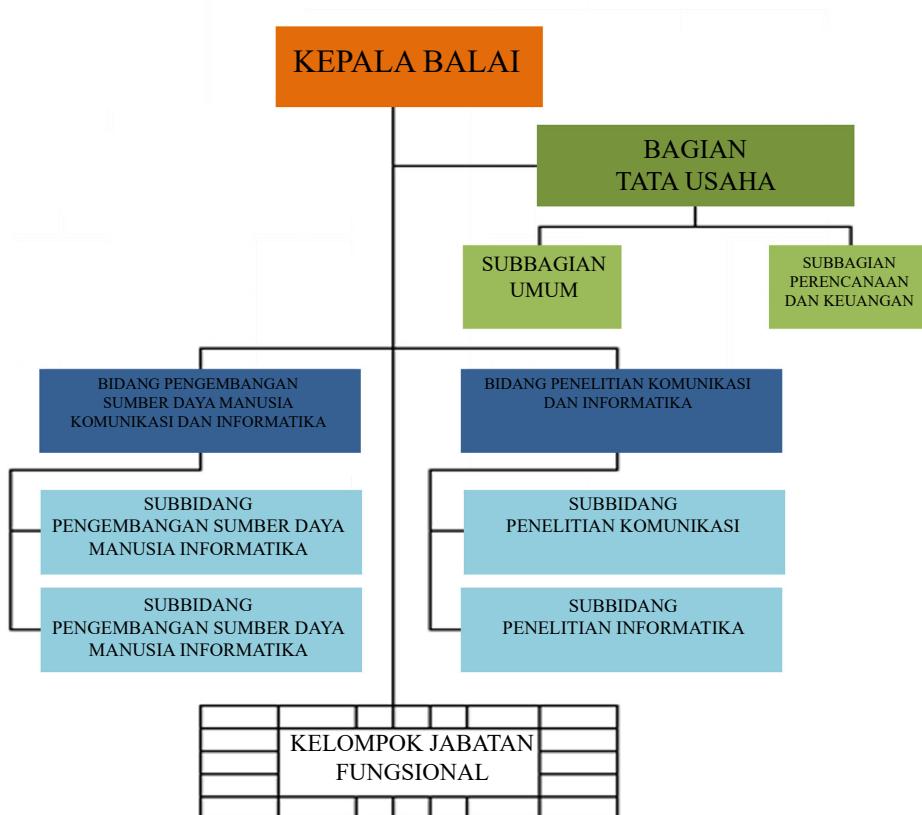 KEPALA BALAI
BAGIAN
TATA USAHA
SUBBAGIAN
UMUM
SUBBAGIAN
PERENCANAAN
DAN KEUANGAN
BIDANG PENGEMBANGAN
SUMBER DAYA MANUSIA
KOMUNIKASI DAN INFORMATIKA
BIDANG PENELITIAN KOMUNIKASI
DAN INFORMATIKA
SUBBIDANG
PENGEMBANGAN SUMBER DAYA
MANUSIA INFORMATIKA
SUBBIDANG
PENELITIAN KOMUNIKASI
SUBBIDANG
PENGEMBANGAN SUMBER DAYA
MANUSIA INFORMATIKA
SUBBIDANG
PENELITIAN INFORMATIKA
KELOMPOK JABATAN
FUNGSIONAL